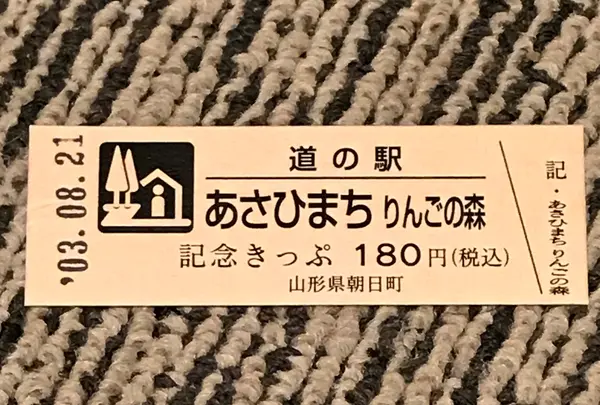 '03.08.21
道の駅
あさひまち りんごの森
記念きっぷ 180円(税込)
山形県朝日町
記・あさひまちりんごの森